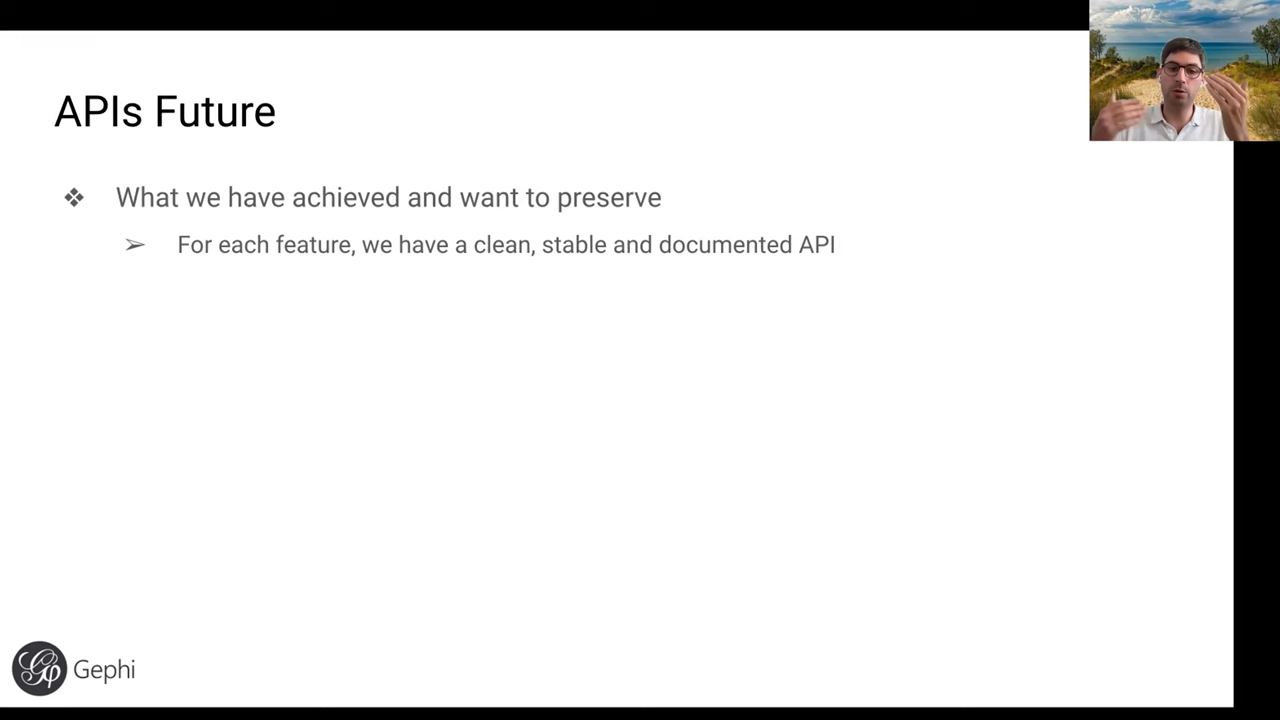 APIs Future
❖ What we have achieved and want to preserve
➢ For each feature, we have a clean, stable and documented API
Gephi